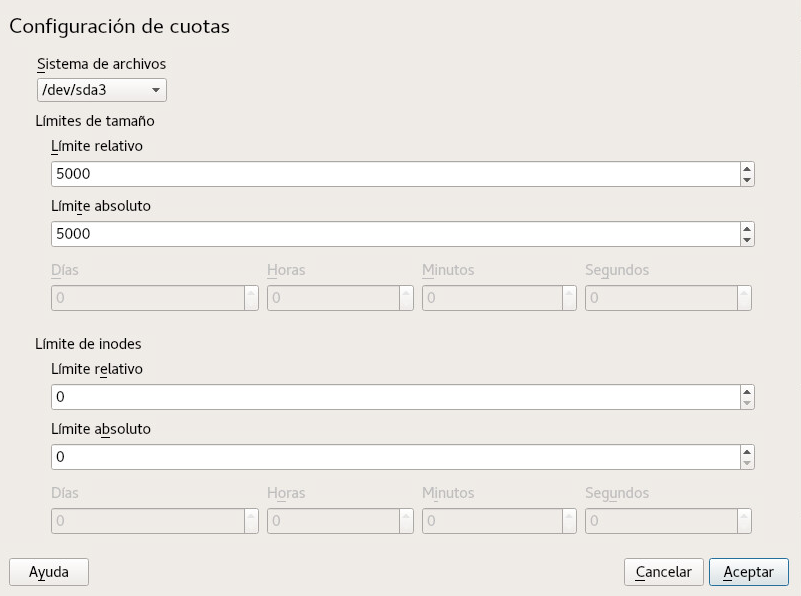 Configuración de cuotas
Sistema de archivos
/dev/sda3
Límites de tamaño
Límite relativo
5000
Límite absoluto
5000
Días Horas Minutos Segundos
0 0 0 0
Límite de inodes
Límite relativo
0
Límite absoluto
0
Días Horas Minutos Segundos
0 0 0 0
Ayuda Cancelar Aceptar